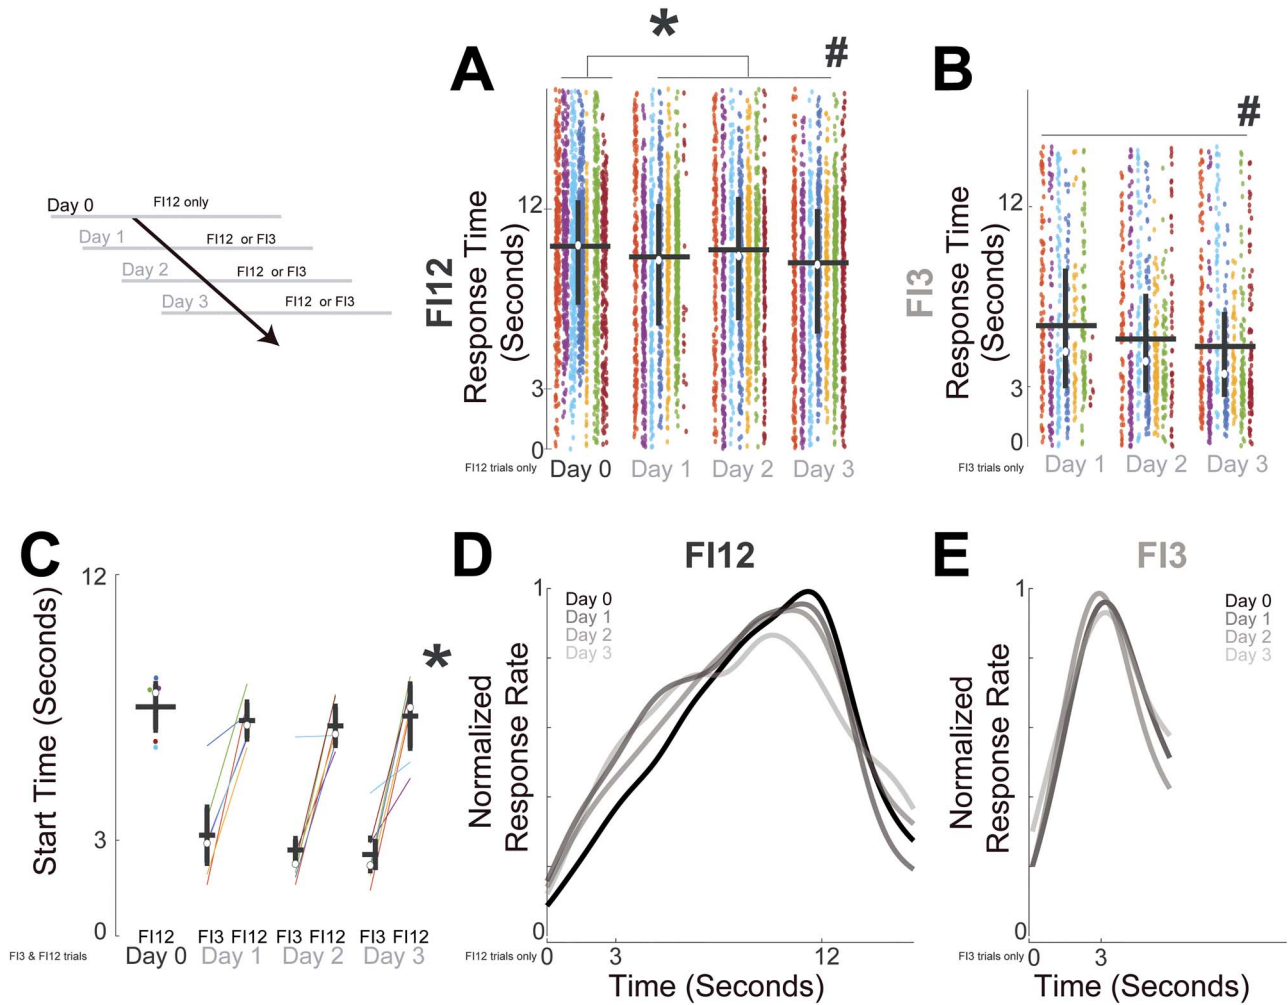 Day 0 FI12 only
Day 1 FI12 or FI3
Day 2 FI12 or FI3
Day 3 FI12 or FI3
A
*
#
FI12
Response Time
(Seconds)
12
3
0
FI12 trials only
Day 0 Day 1 Day 2 Day 3
B
#
FI3
Response Time
(Seconds)
12
3
0
FI3 trials only
Day 1 Day 2 Day 3
C
Start Time (Seconds)
12
3
0
*
FI12 FI3 FI12 FI3 FI12 FI3 FI12
FI3 & FI12 trials
Day 0 Day 1 Day 2 Day 3
D
FI12
Normalized
Response Rate
1
0
Day 0
Day 1
Day 2
Day 3
FI12 trials only
0 3 12
Time (Seconds)
E
FI3
Normalized
Response Rate
1
0
Day 0
Day 1
Day 2
Day 3
FI3 trials only
0 3
Time (Seconds)